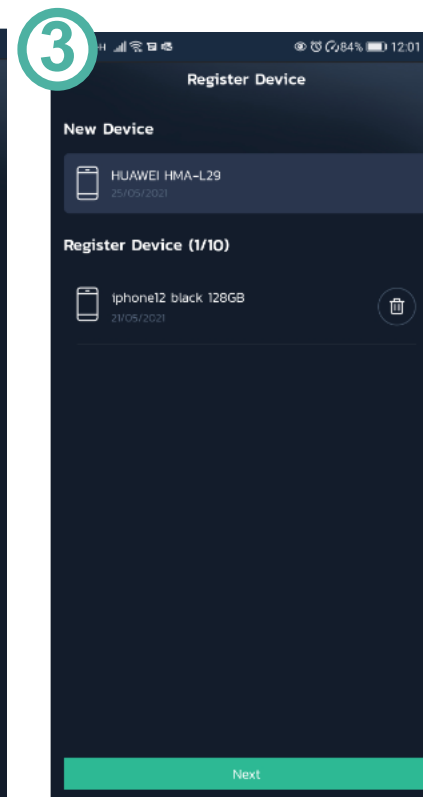 3
H 84% 12:01
Register Device
New Device
HUAWEI HMA-L29
25/05/2021
Register Device (1/10)
iphone12 black 128GB
21/05/2021
Next